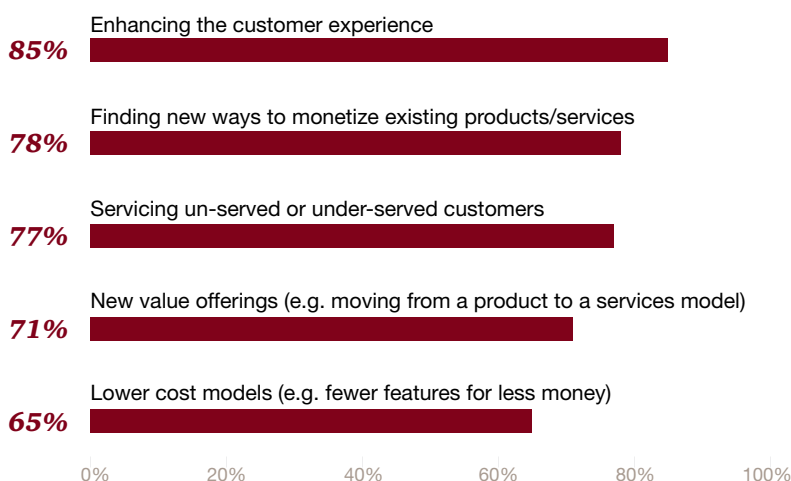 Enhancing the customer experience
85%
Finding new ways to monetize existing products/services
78%
Servicing un-served or under-served customers
77%
New value offerings (e.g. moving from a product to a services model)
71%
Lower cost models (e.g. fewer features for less money)
65%
0% 20% 40% 60% 80% 100%